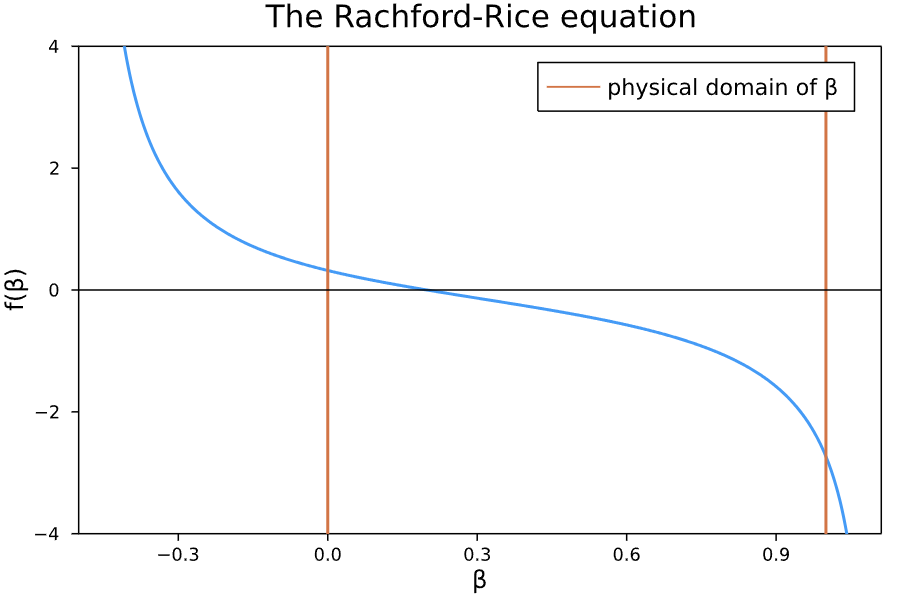 The Rachford-Rice equation
physical domain of β
f(β)
4
2
0
−2
−4
−0.3
0.0
0.3
0.6
0.9
β